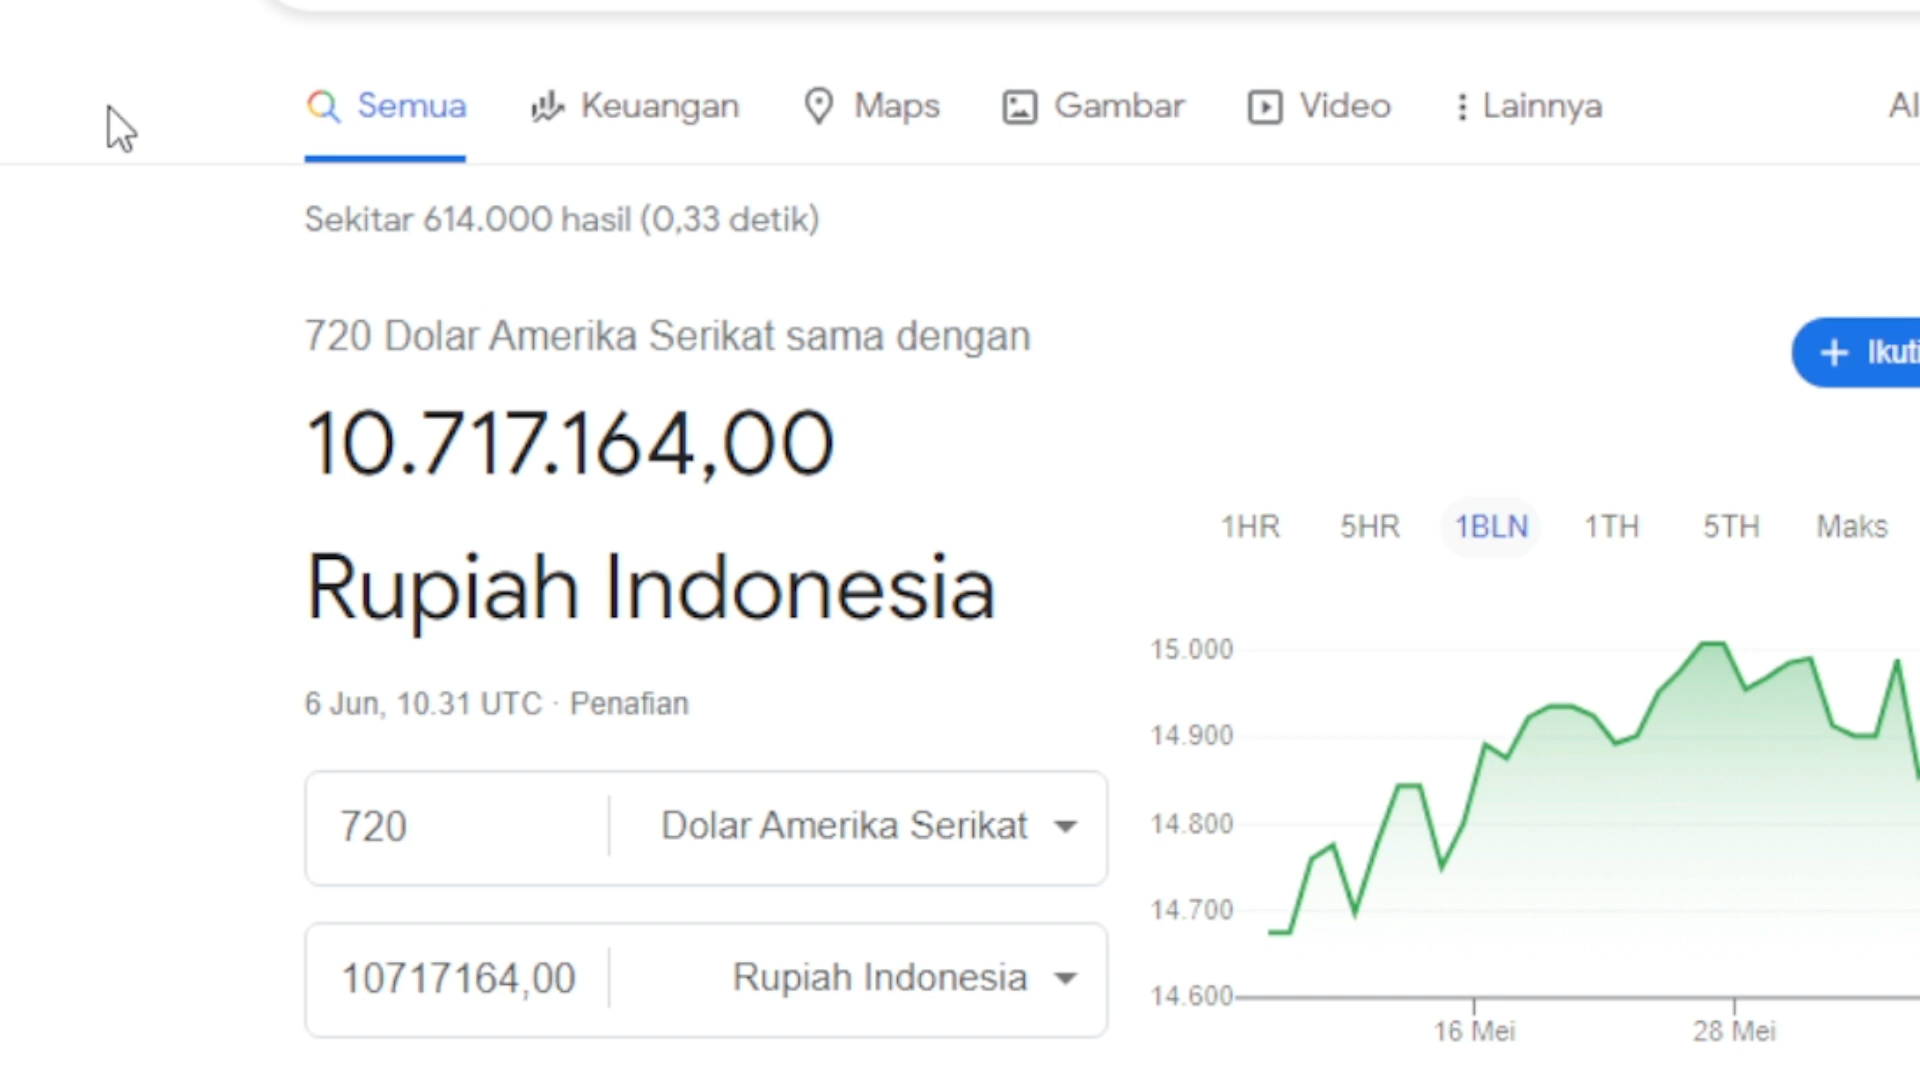 Semua Keuangan Maps Gambar Video Lainnya
Sekitar 614.000 hasil (0,33 detik)
720 Dolar Amerika Serikat sama dengan
10.717.164,00
Rupiah Indonesia
6 Jun, 10.31 UTC · Penafian
720 Dolar Amerika Serikat
10717164,00 Rupiah Indonesia
+ Ikuti
1HR 5HR 1BLN 1TH 5TH Maks
15.000
14.900
14.800
14.700
14.600
16 Mei 28 Mei